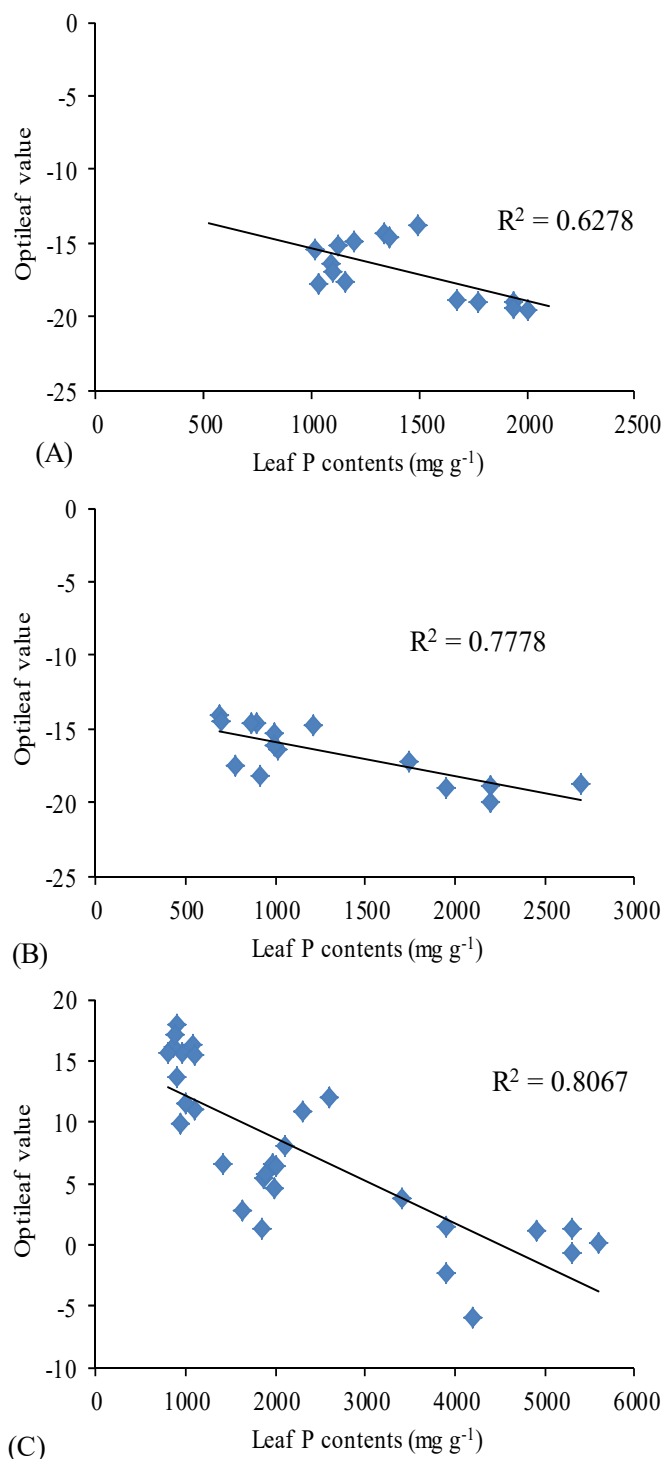 0
-5
-10
-15
-20
-25
Optileaf value
R² = 0.6278
0 500 1000 1500 2000 2500
(A)
Leaf P contents (mg g⁻¹)
0
-5
-10
-15
-20
-25
Optileaf value
R² = 0.7778
0 500 1000 1500 2000 2500 3000
(B)
Leaf P contents (mg g⁻¹)
20
15
10
5
0
-5
-10
Optileaf value
R² = 0.8067
0 1000 2000 3000 4000 5000 6000
(C)
Leaf P contents (mg g⁻¹)